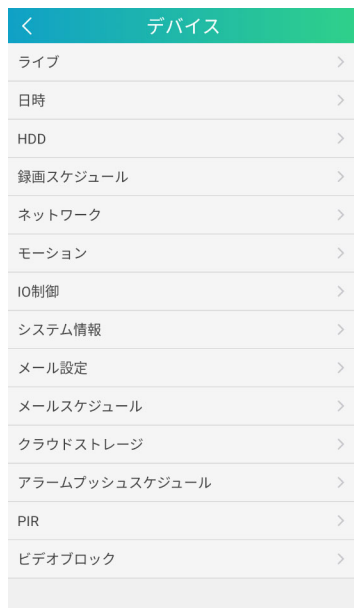 デバイス
ライブ
日時
HDD
録画スケジュール
ネットワーク
モーション
IO制御
システム情報
メール設定
メールスケジュール
クラウドストレージ
アラームプッシュスケジュール
PIR
ビデオブロック